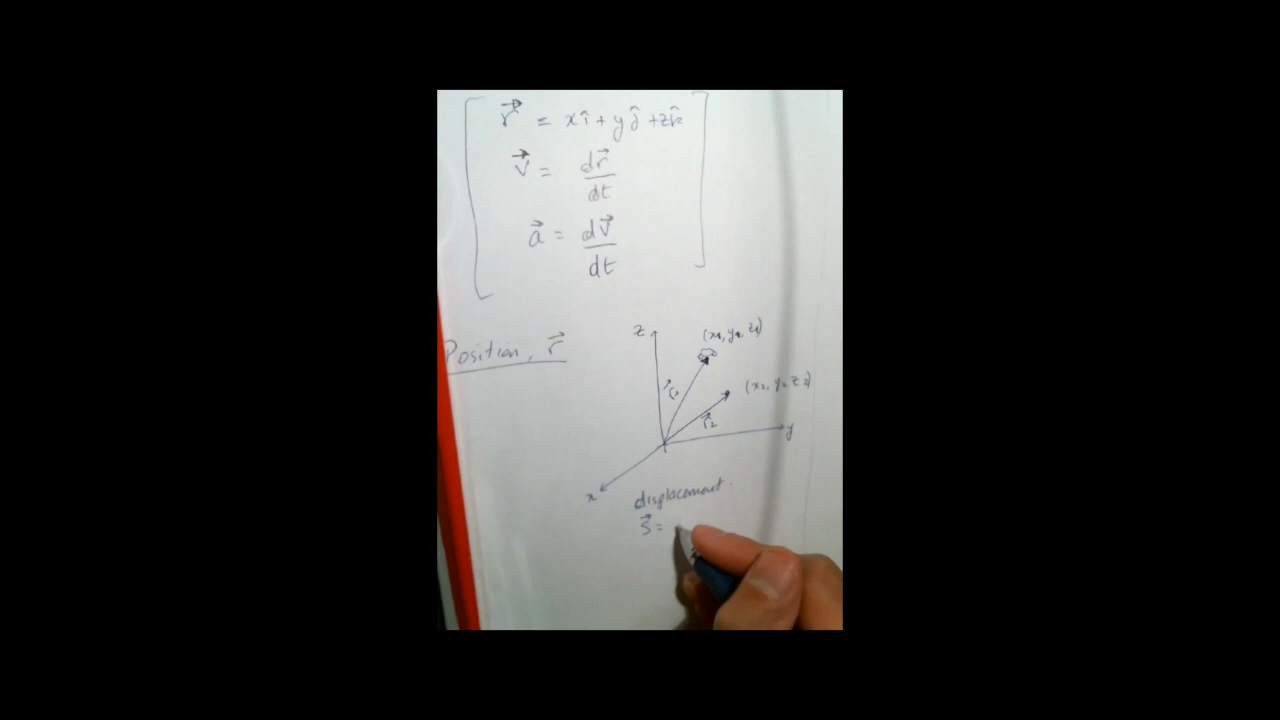 r⃗ = xî + yĵ + zk̂
v⃗ = dr⃗/dt
a⃗ = dv⃗/dt
Position, r⃗
z
(x₁, y₁, z₁)
r⃗₁
(x₂, y₂ z₂)
r⃗₂
y
x
displacement
S⃗ =